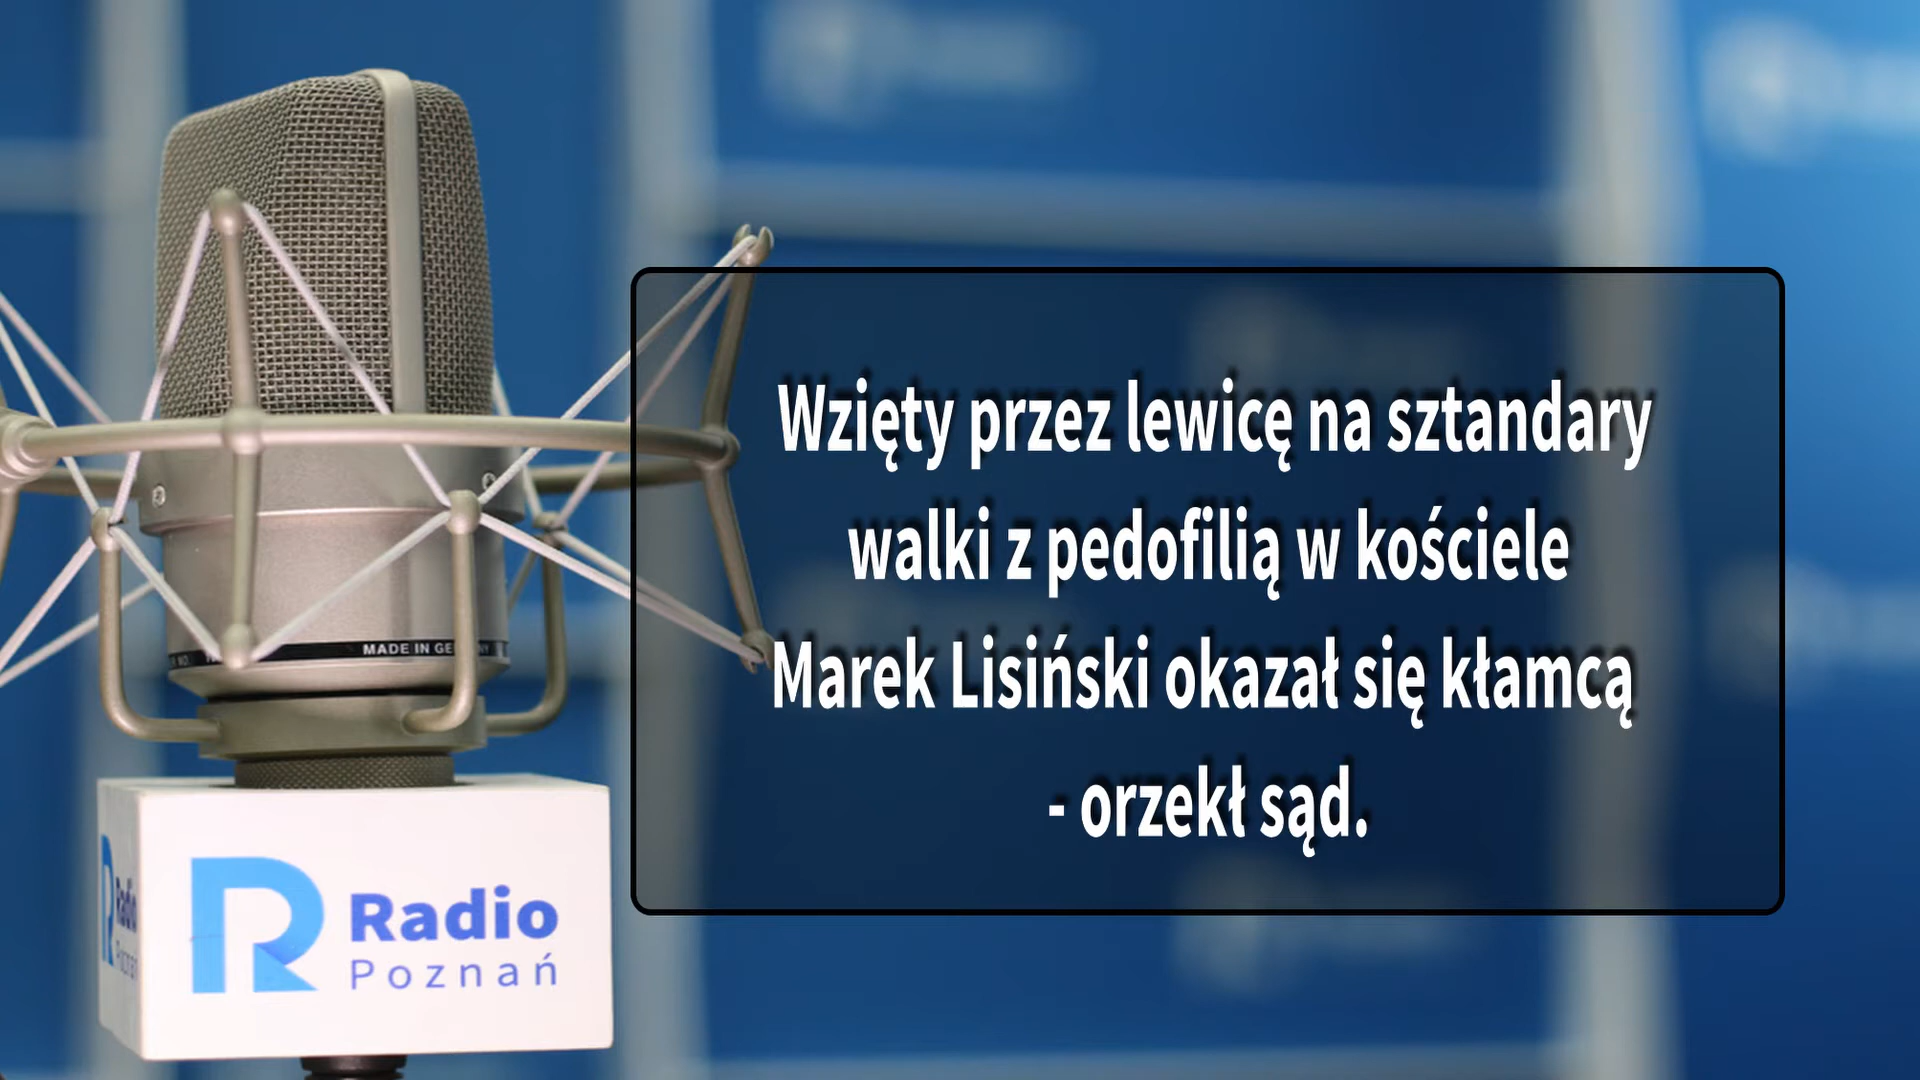 Wzięty przez lewicę na sztandary
walki z pedofilią w kościele
Marek Lisiński okazał się kłamcą
- orzekł sąd.
MADE IN GE
Radio
Poznań